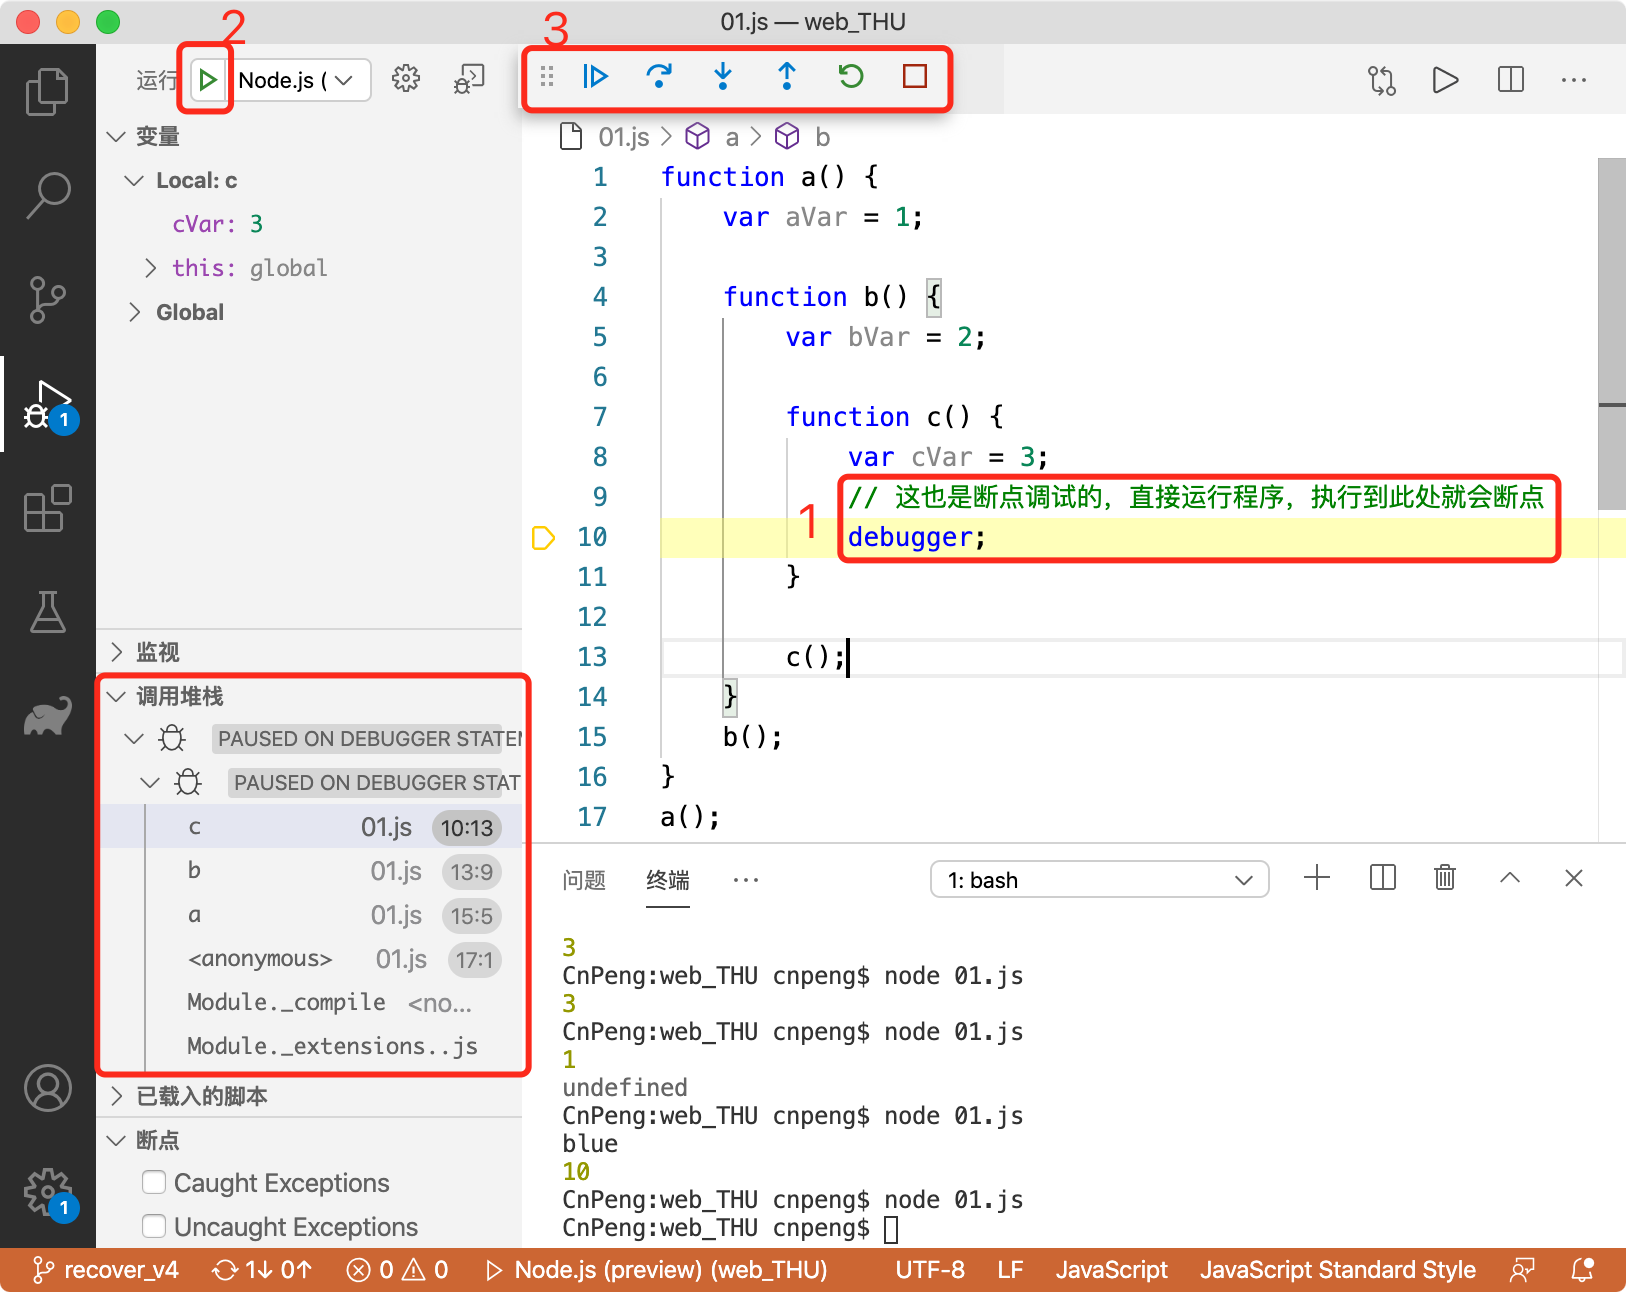 01.js — web_THU
2
3
运行
Node.js (
变量
Local: c
cVar: 3
this: global
Global
监视
调用堆栈
PAUSED ON DEBUGGER STATEM
PAUSED ON DEBUGGER STAT
c 01.js 10:13
b 01.js 13:9
a 01.js 15:5
<anonymous> 01.js 17:1
Module._compile <no...
Module._extensions..js
已载入的脚本
断点
Caught Exceptions
Uncaught Exceptions
1
1
01.js > a > b
1 function a() {
2 var aVar = 1;
3
4 function b() {
5 var bVar = 2;
6
7 function c() {
8 var cVar = 3;
9 // 这也是断点调试的，直接运行程序，执行到此处就会断点
1
10 debugger;
11 }
12
13 c();
14 }
15 b();
16 }
17 a();
问题 终端 ··· 1: bash
3
CnPeng:web_THU cnpeng$ node 01.js
3
CnPeng:web_THU cnpeng$ node 01.js
1
undefined
CnPeng:web_THU cnpeng$ node 01.js
blue
10
CnPeng:web_THU cnpeng$ node 01.js
CnPeng:web_THU cnpeng$
recover_v4 1↓ 0↑ 0 0 Node.js (preview) (web_THU) UTF-8 LF JavaScript JavaScript Standard Style